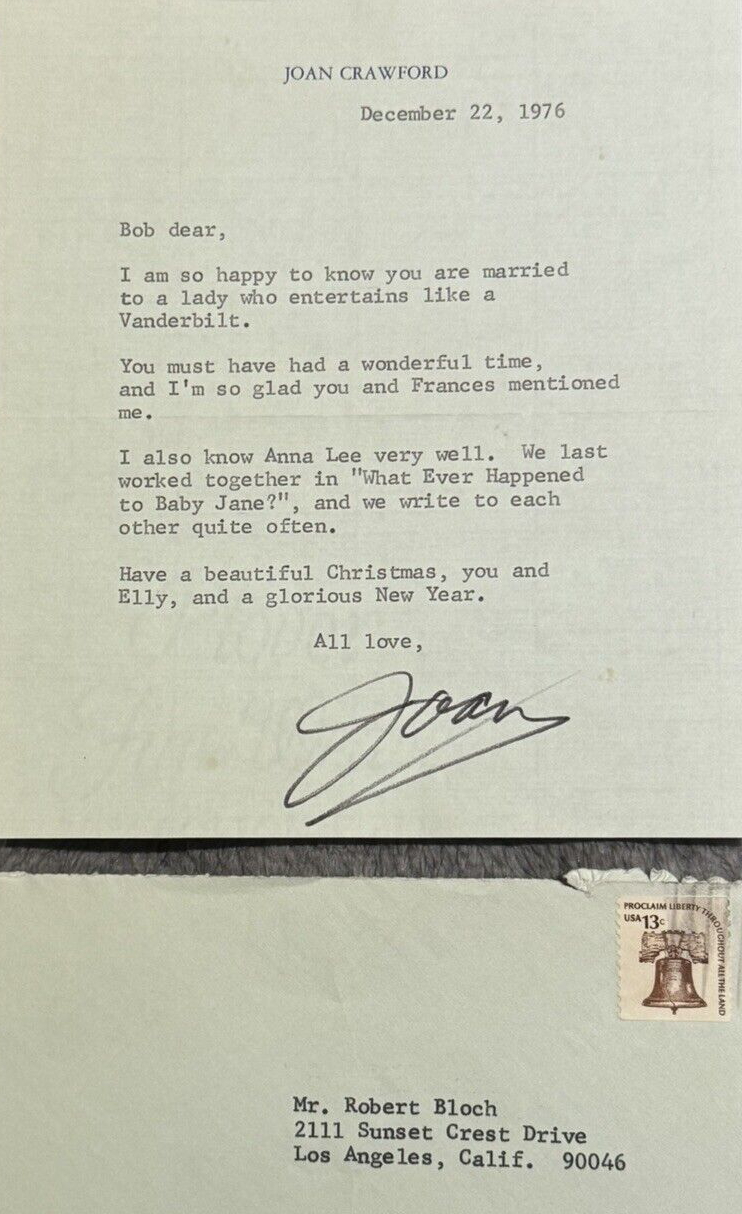 JOAN CRAWFORD
December 22, 1976
Bob dear,
I am so happy to know you are married
to a lady who entertains like a
Vanderbilt.
You must have had a wonderful time,
and I'm so glad you and Frances mentioned
me.
I also know Anna Lee very well. We last
worked together in "What Ever Happened
to Baby Jane?", and we write to each
other quite often.
Have a beautiful Christmas, you and
Elly, and a glorious New Year.
All love,
Joan
PROCLAIM LIBERTY THROUGHOUT ALL THE LAND
USA 13c
Mr. Robert Bloch
2111 Sunset Crest Drive
Los Angeles, Calif. 90046